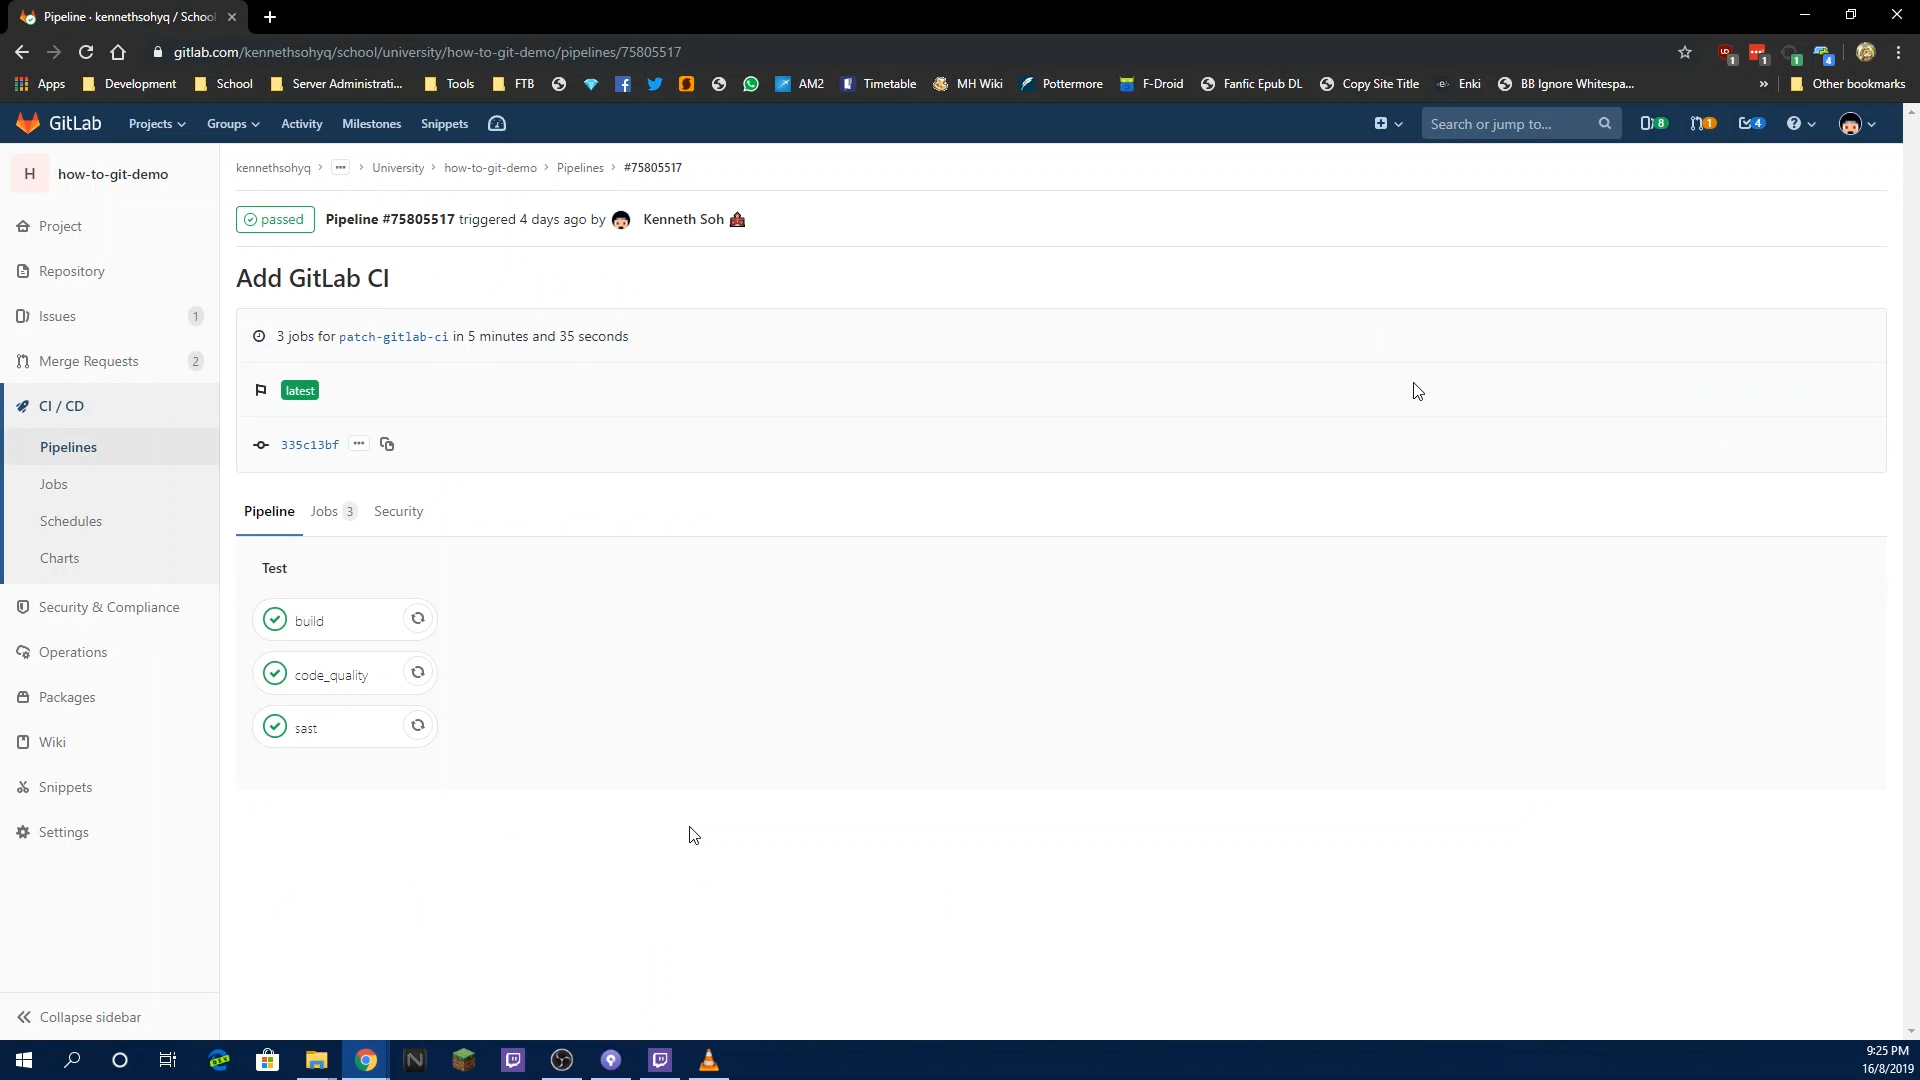 Pipeline · kennethsohyq / School
gitlab.com/kennethsohyq/school/university/how-to-git-demo/pipelines/75805517
1 1 1 4
Apps Development School Server Administrati... Tools FTB AM2 Timetable MH Wiki Pottermore F-Droid Fanfic Epub DL Copy Site Title Enki BB Ignore Whitespa... » Other bookmarks
GitLab Projects Groups Activity Milestones Snippets Search or jump to... 8 1 4
H how-to-git-demo
Project
Repository
Issues 1
Merge Requests 2
CI / CD
Pipelines
Jobs
Schedules
Charts
Security & Compliance
Operations
Packages
Wiki
Snippets
Settings
Collapse sidebar
kennethsohyq › ... › University › how-to-git-demo › Pipelines › #75805517
passed Pipeline #75805517 triggered 4 days ago by Kenneth Soh
Add GitLab CI
3 jobs for patch-gitlab-ci in 5 minutes and 35 seconds
latest
335c13bf ...
Pipeline Jobs 3 Security
Test
build
code_quality
sast
DEV N
9:25 PM
16/8/2019